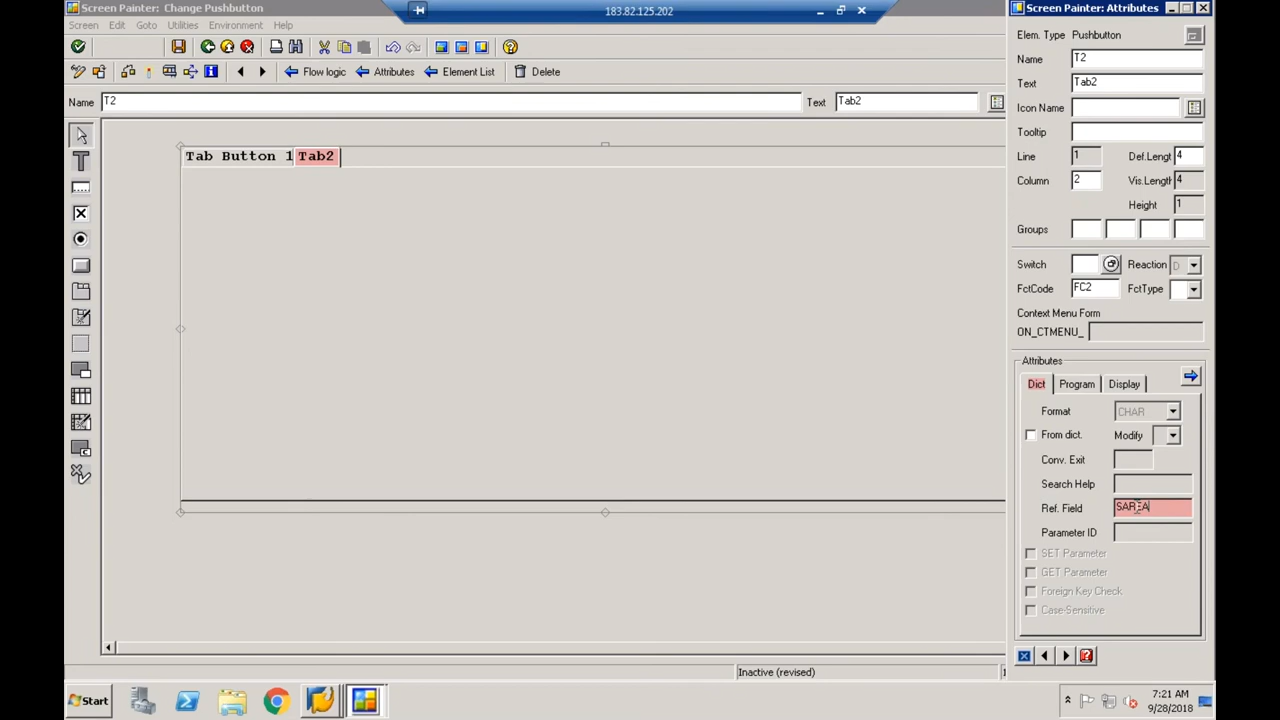 Screen Painter: Change Pushbutton
183.82.125.202
Screen Painter: Attributes
Screen Edit Goto Utilities Environment Help
Flow logic Attributes Element List Delete
Name T2 Text Tab2
Tab Button 1 Tab2
Elem. Type Pushbutton
Name T2
Text Tab2
Icon Name
Tooltip
Line 1 Def.Lengt 4
Column 2 Vis.Length 4
Height 1
Groups
Switch Reaction D
FctCode FC2 FctType
Context Menu Form
ON_CTMENU_
Attributes
Dict Program Display
Format CHAR
From dict. Modify
Conv. Exit
Search Help
Ref. Field SAREA
Parameter ID
SET Parameter
GET Parameter
Foreign Key Check
Case-Sensitive
Inactive (revised)
Start
7:21 AM
9/28/2018